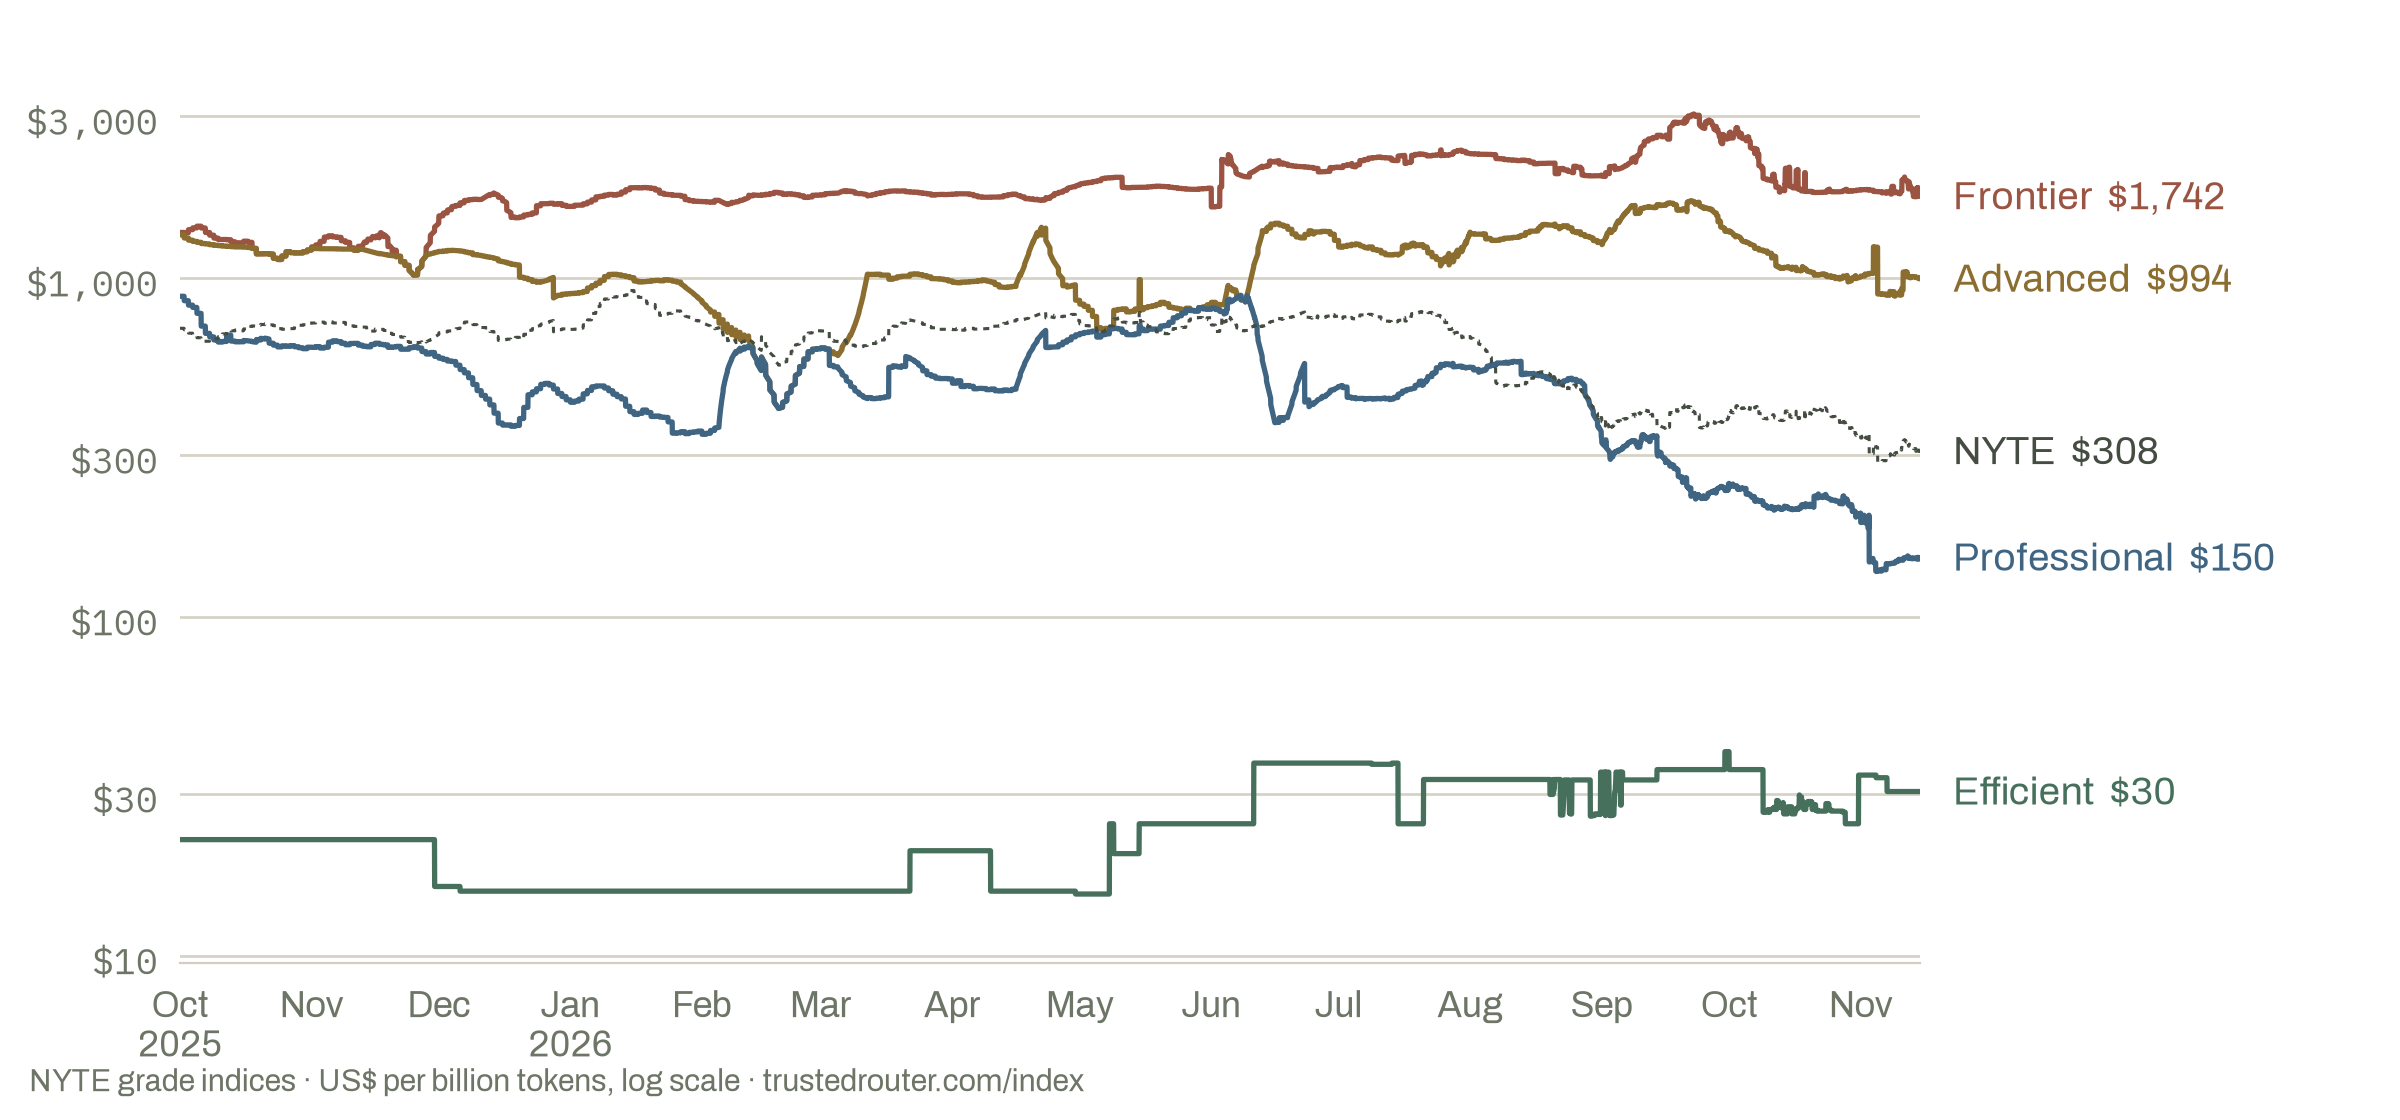 $3,000
Frontier $1,742
$1,000
Advanced $994
$300
NYTE $308
Professional $150
$100
$30
Efficient $30
$10
Oct Nov Dec Jan Feb Mar Apr May Jun Jul Aug Sep Oct Nov
2025 2026
NYTE grade indices · US$ per billion tokens, log scale · trustedrouter.com/index